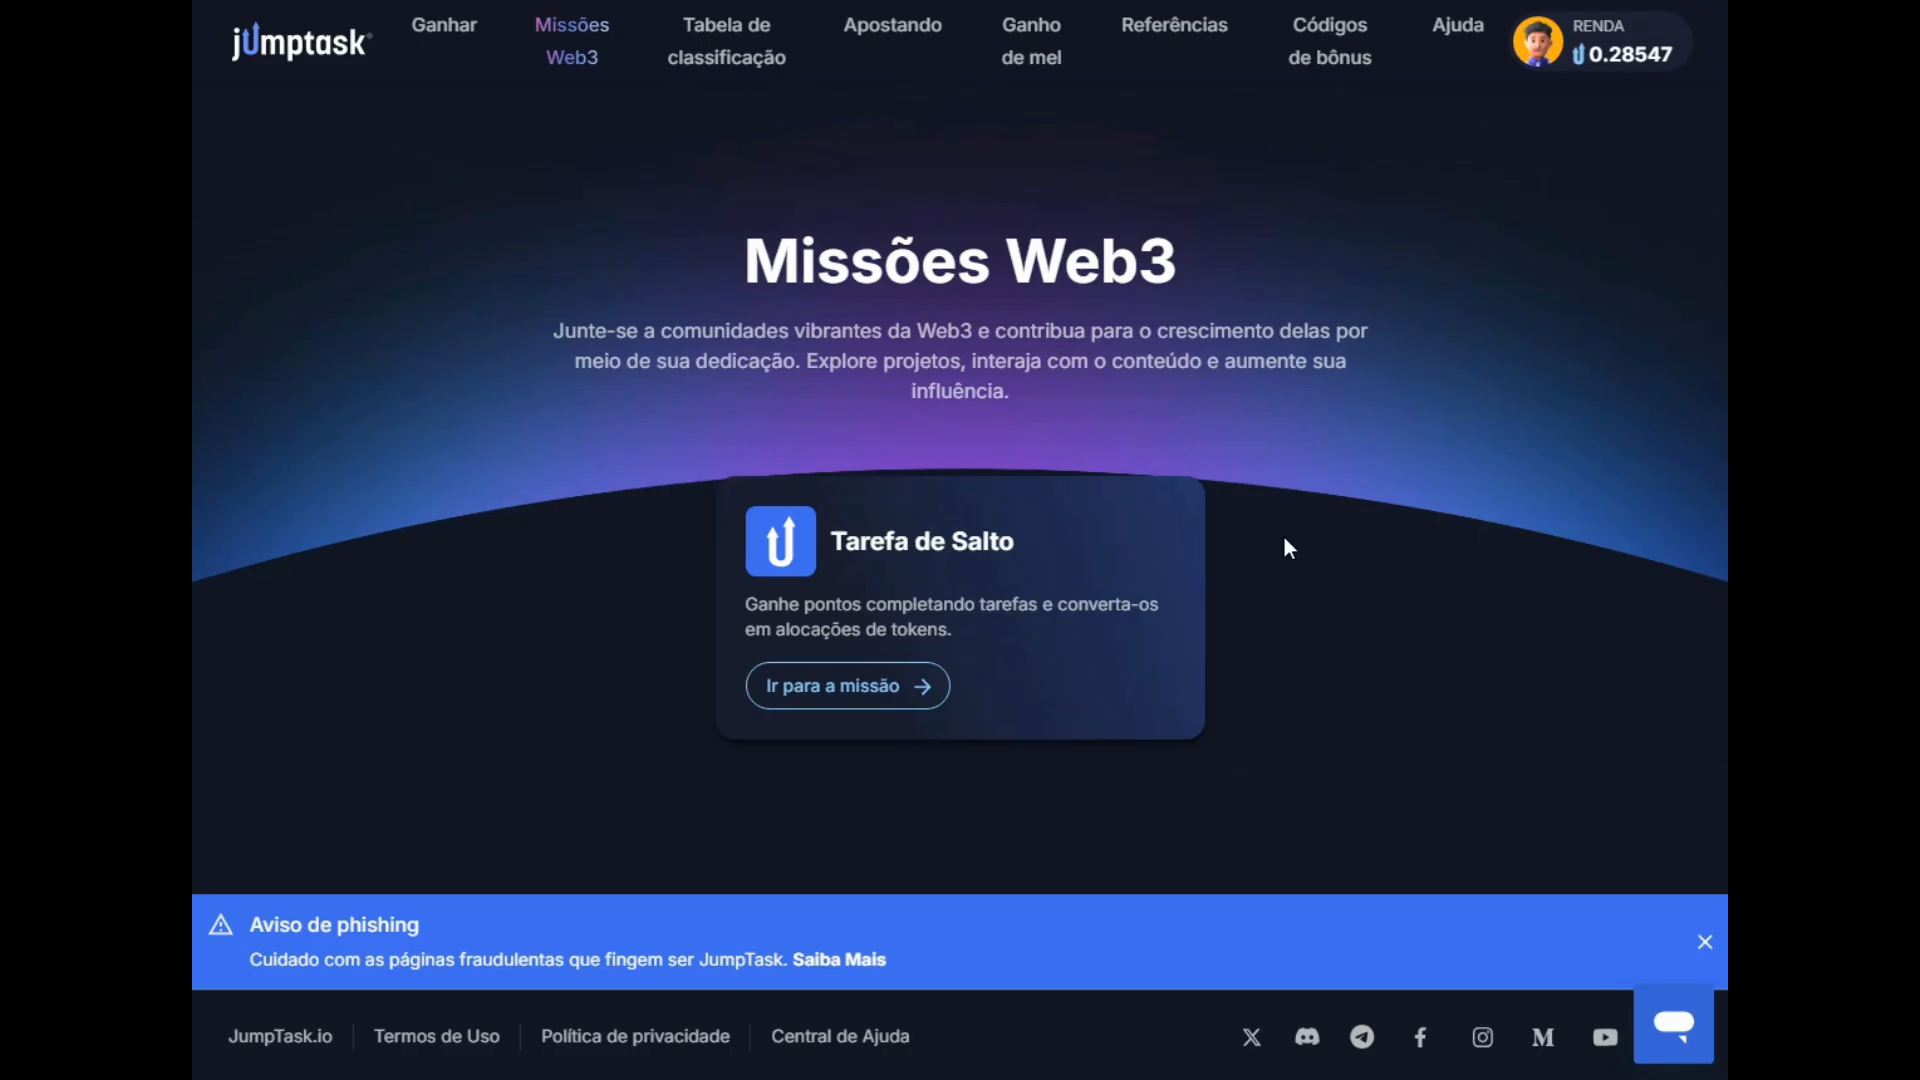 jumptask
Ganhar
Missões
Web3
Tabela de
classificação
Apostando
Ganho
de mel
Referências
Códigos
de bônus
Ajuda
RENDA
0.28547
Missões Web3
Junte-se a comunidades vibrantes da Web3 e contribua para o crescimento delas por
meio de sua dedicação. Explore projetos, interaja com o conteúdo e aumente sua
influência.
Tarefa de Salto
Ganhe pontos completando tarefas e converta-os
em alocações de tokens.
Ir para a missão
Aviso de phishing
Cuidado com as páginas fraudulentas que fingem ser JumpTask. Saiba Mais
JumpTask.io
Termos de Uso
Política de privacidade
Central de Ajuda